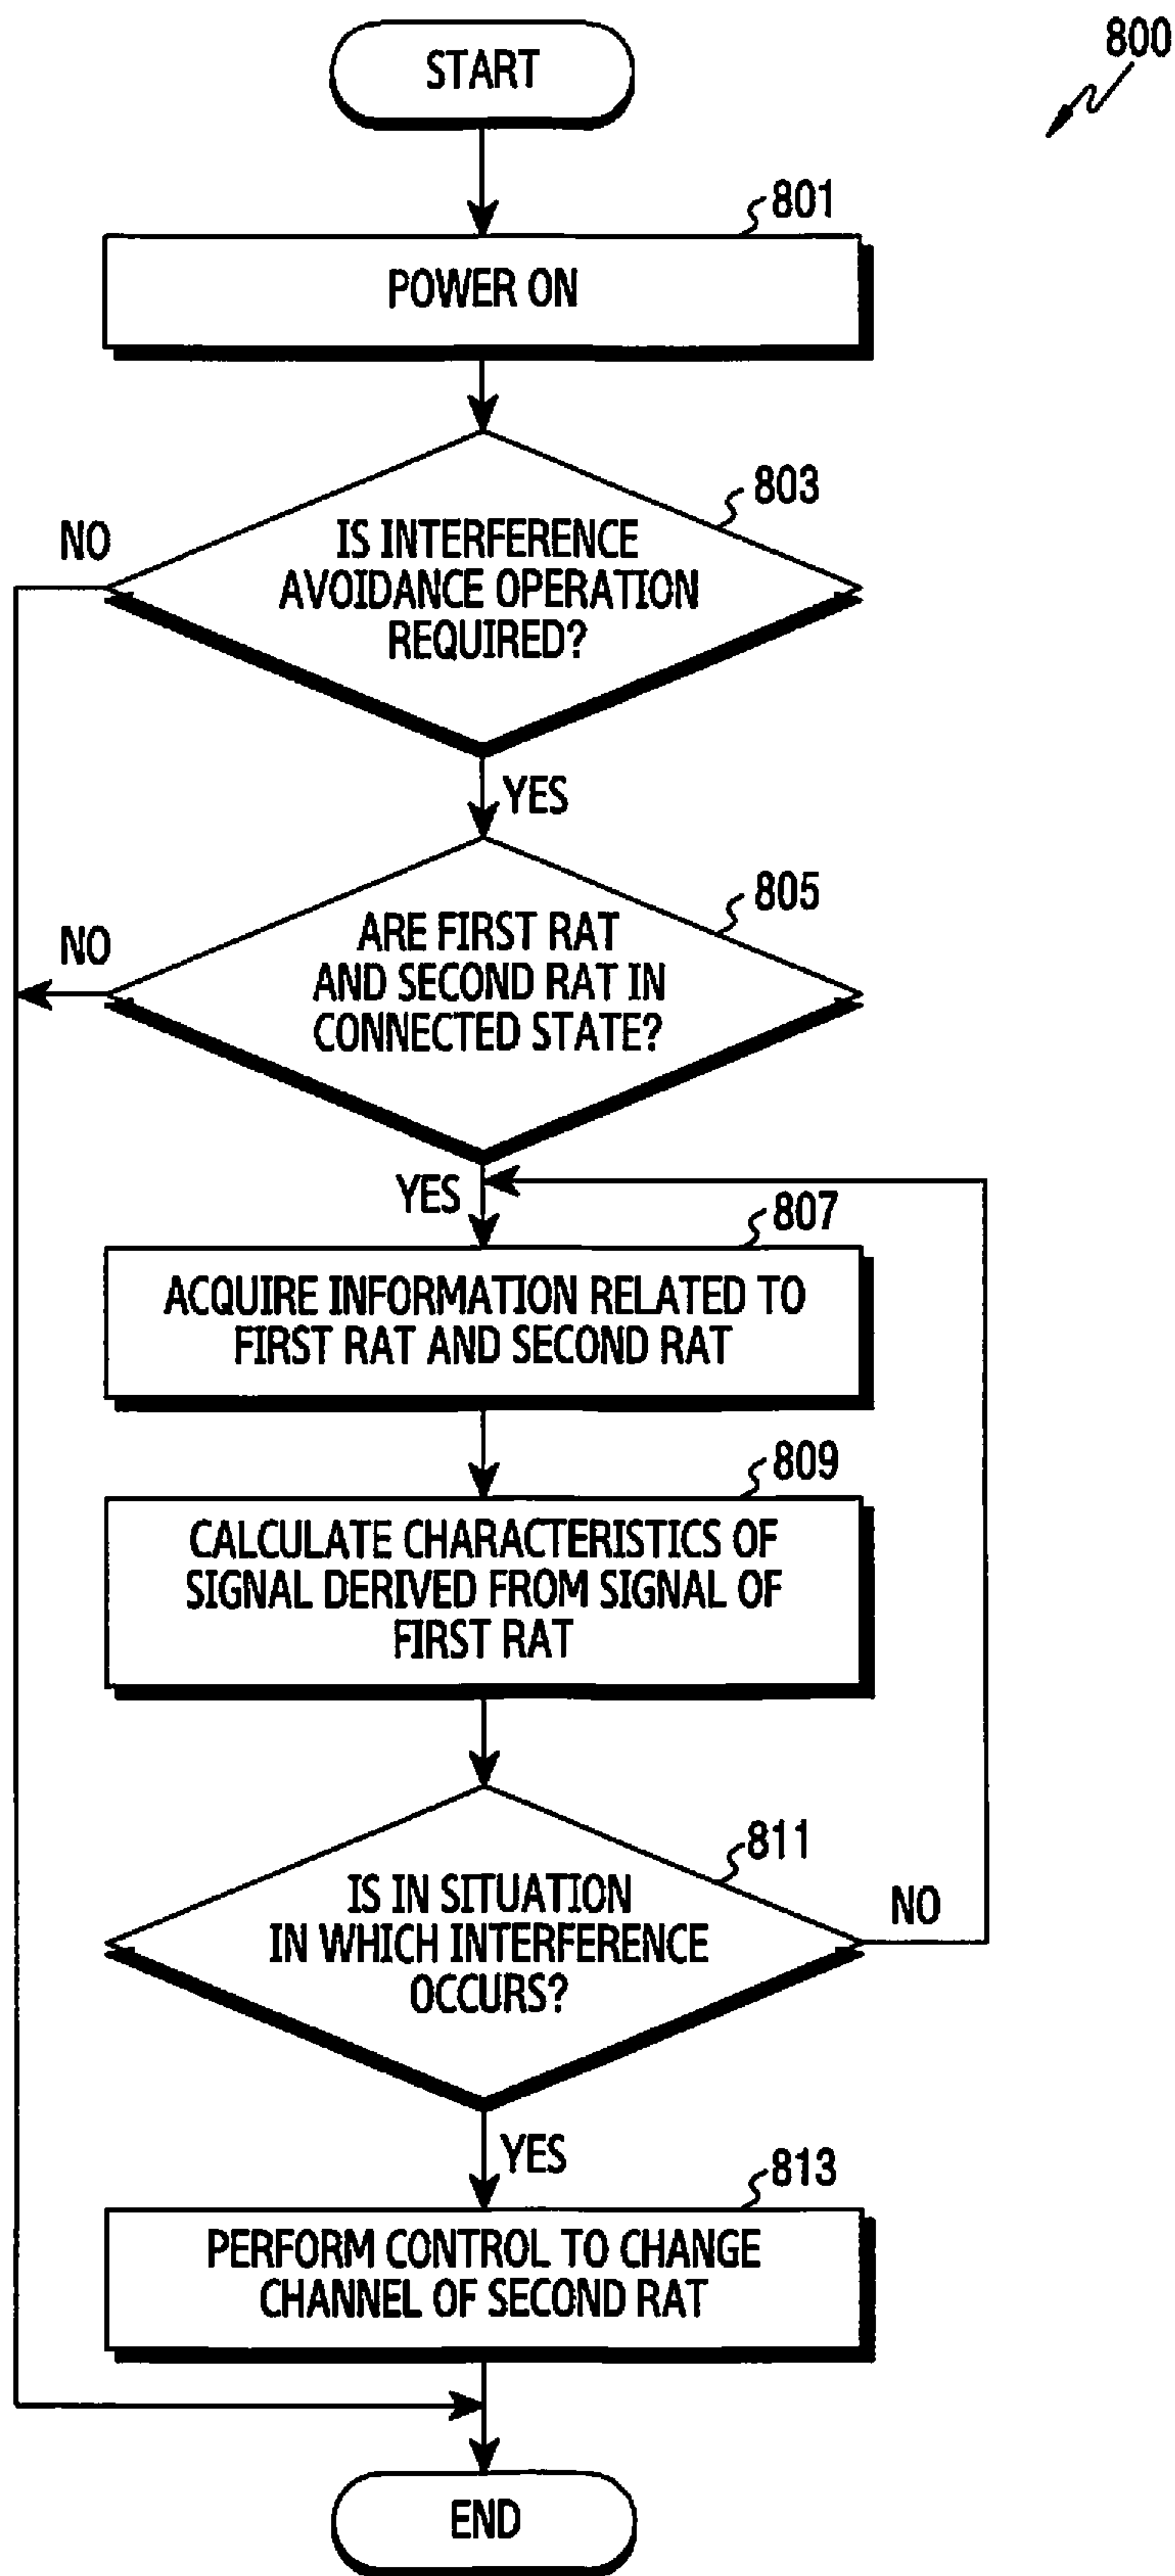 800
START
801
POWER ON
803
NO
IS INTERFERENCE
AVOIDANCE OPERATION
REQUIRED?
YES
805
NO
ARE FIRST RAT
AND SECOND RAT IN
CONNECTED STATE?
YES
807
ACQUIRE INFORMATION RELATED TO
FIRST RAT AND SECOND RAT
809
CALCULATE CHARACTERISTICS OF
SIGNAL DERIVED FROM SIGNAL OF
FIRST RAT
811
IS IN SITUATION
IN WHICH INTERFERENCE
OCCURS?
NO
YES
813
PERFORM CONTROL TO CHANGE
CHANNEL OF SECOND RAT
END